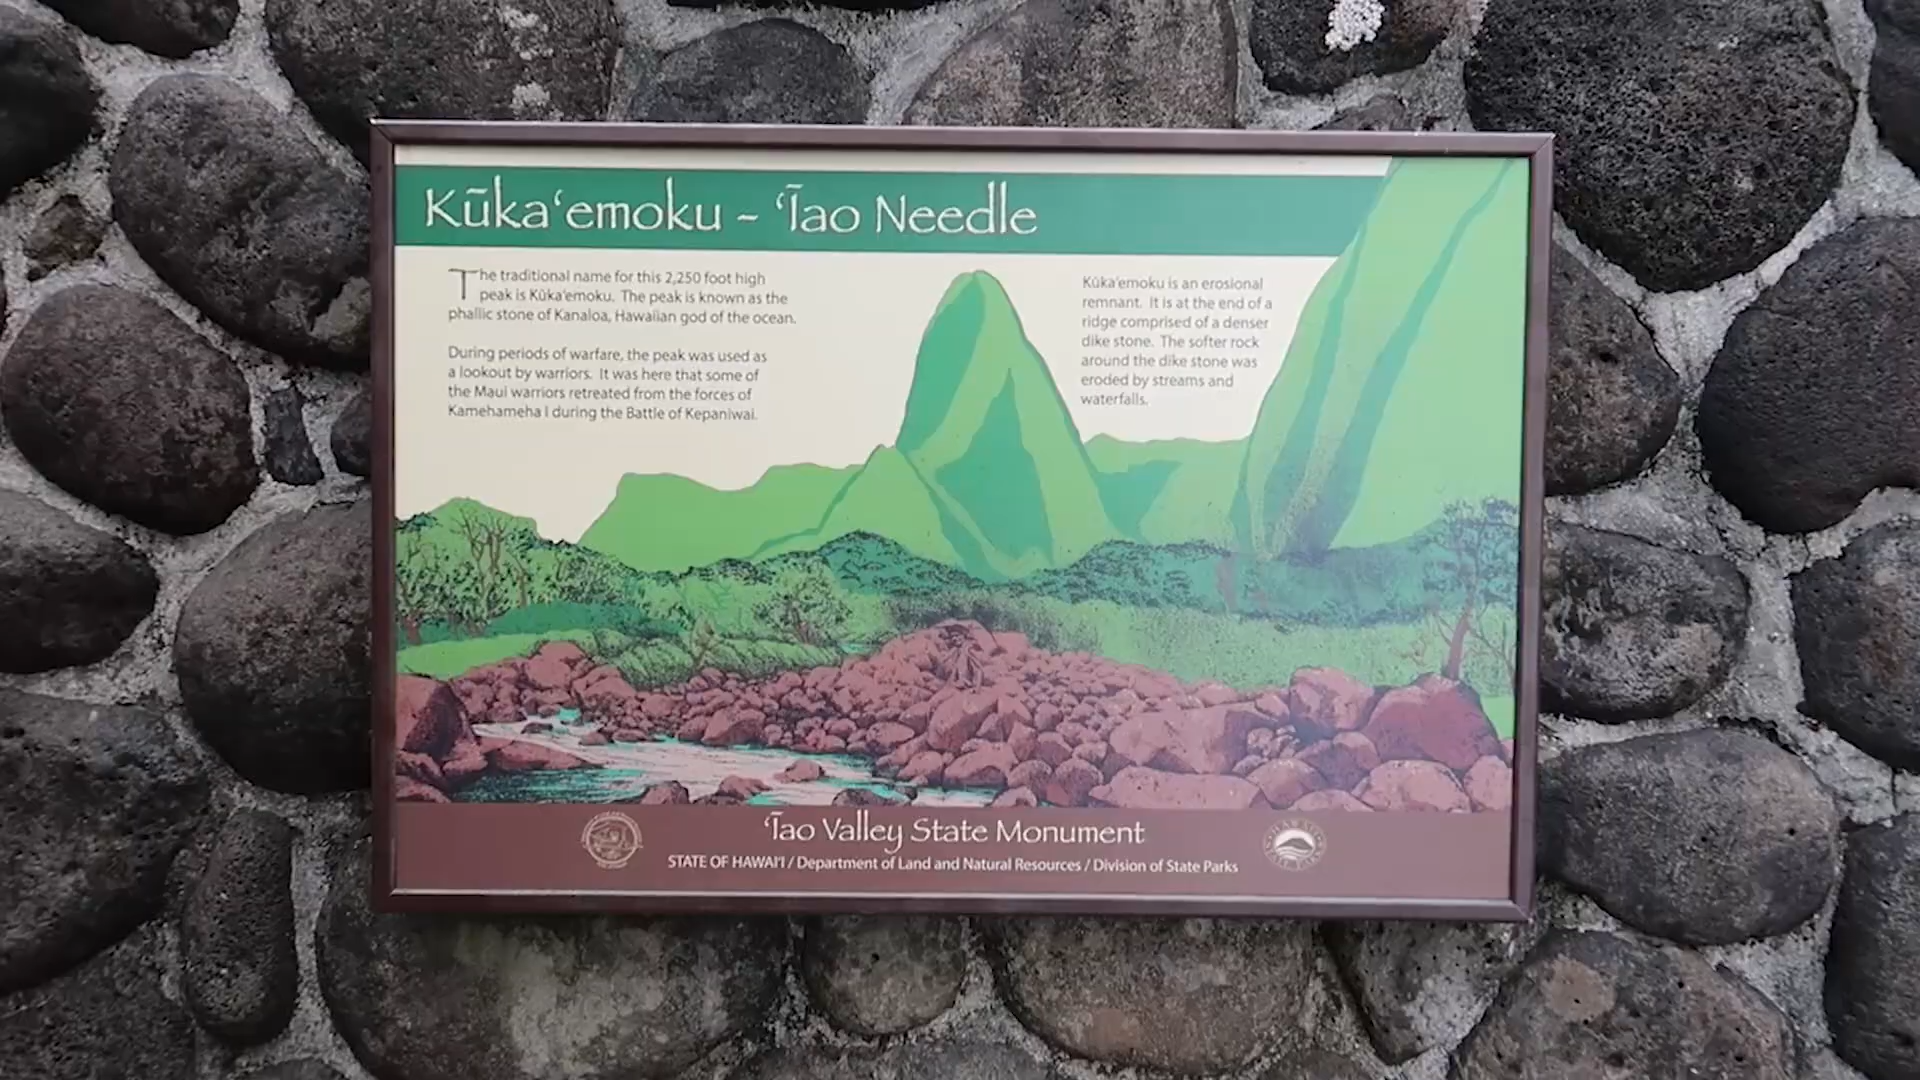 Kūka‘emoku ~ ‘Īao Needle
The traditional name for this 2,250 foot high
peak is Kūka‘emoku. The peak is known as the
phallic stone of Kanaloa, Hawaiian god of the ocean.
During periods of warfare, the peak was used as
a lookout by warriors. It was here that some of
the Maui warriors retreated from the forces of
Kamehameha I during the Battle of Kepaniwai.
Kūka‘emoku is an erosional
remnant. It is at the end of a
ridge comprised of a denser
dike stone. The softer rock
around the dike stone was
eroded by streams and
waterfalls.
‘Īao Valley State Monument
STATE OF HAWAI‘I / Department of Land and Natural Resources / Division of State Parks